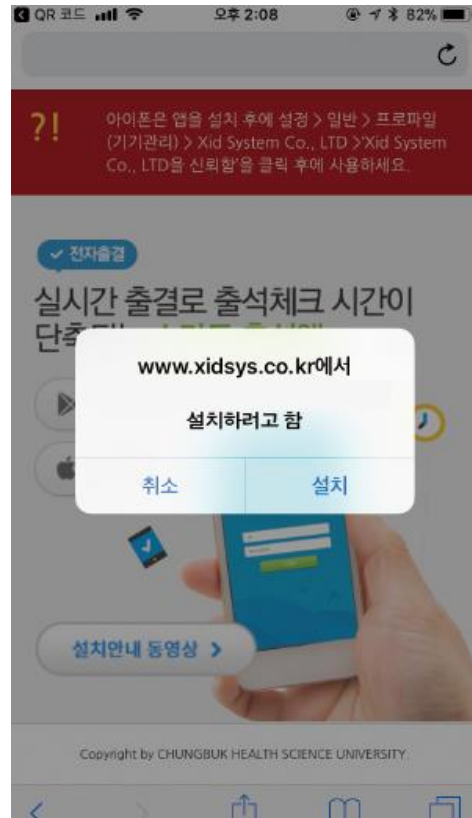 QR 코드 오후 2:08 82%
?!
아이폰은 앱을 설치 후에 설정 > 일반 > 프로파일
(기기관리) > Xid System Co., LTD >'Xid System
Co., LTD을 신뢰함'을 클릭 후에 사용하세요.
전자출결
실시간 출결로 출석체크 시간이
www.xidsys.co.kr에서
설치하려고 함
취소 설치
설치안내 동영상 >
Copyright by CHUNGBUK HEALTH SCIENCE UNIVERSITY.